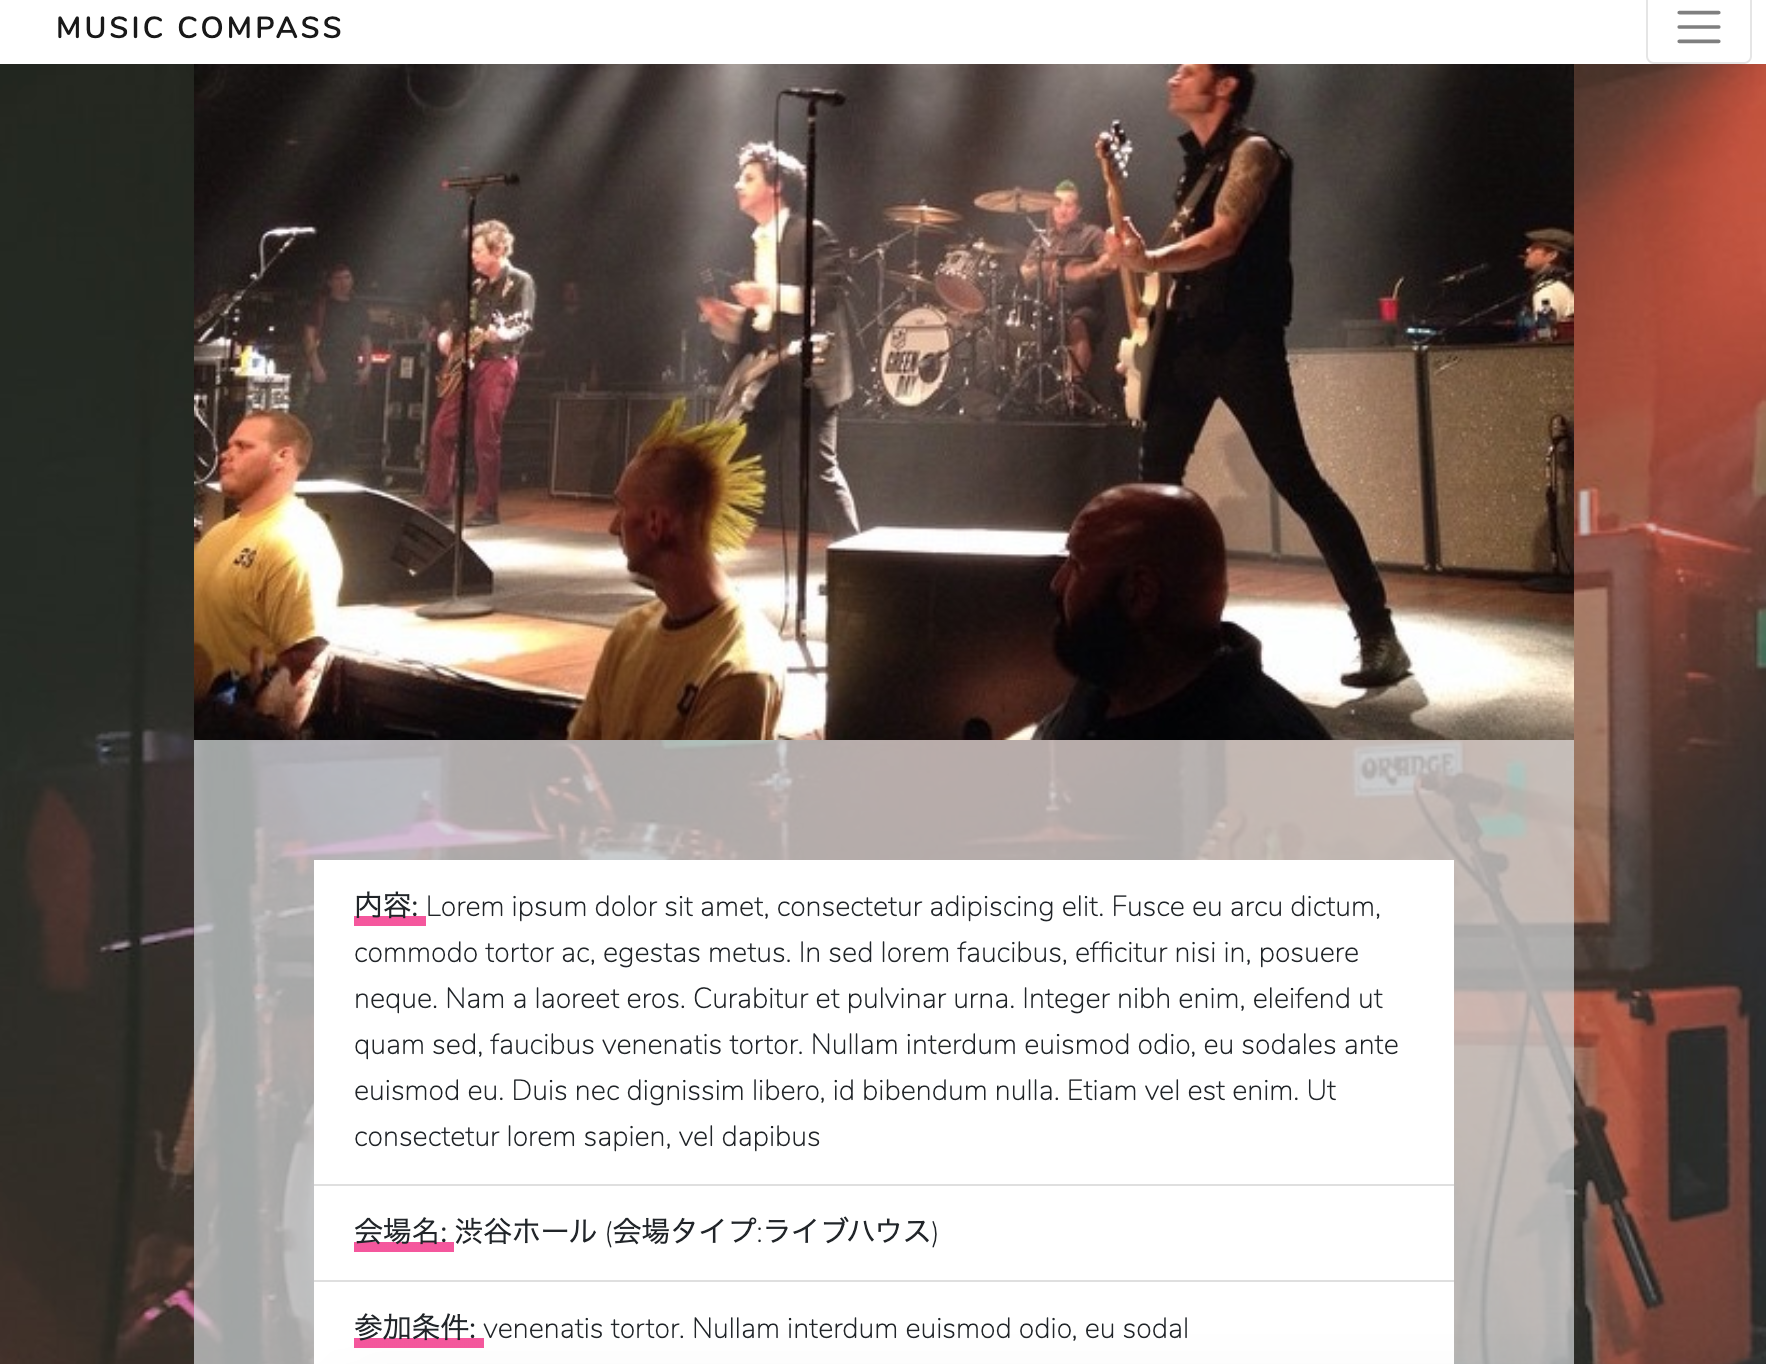 MUSIC COMPASS
GREEN
DAY
ORANGE
内容: Lorem ipsum dolor sit amet, consectetur adipiscing elit. Fusce eu arcu dictum,
commodo tortor ac, egestas metus. In sed lorem faucibus, efficitur nisi in, posuere
neque. Nam a laoreet eros. Curabitur et pulvinar urna. Integer nibh enim, eleifend ut
quam sed, faucibus venenatis tortor. Nullam interdum euismod odio, eu sodales ante
euismod eu. Duis nec dignissim libero, id bibendum nulla. Etiam vel est enim. Ut
consectetur lorem sapien, vel dapibus
会場名: 渋谷ホール (会場タイプ:ライブハウス)
参加条件: venenatis tortor. Nullam interdum euismod odio, eu sodal